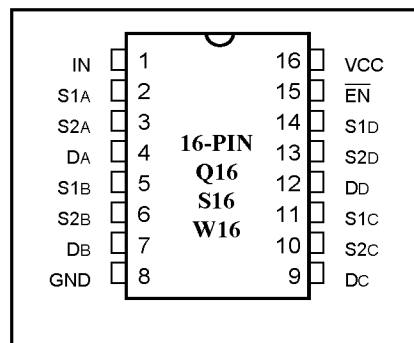 IN 1 16 VCC
S1A 2 15 E̅N̅
S2A 3 14 S1D
DA 4 13 S2D
S1B 5 12 DD
S2B 6 11 S1C
DB 7 10 S2C
GND 8 9 DC
16-PIN
Q16
S16
W16